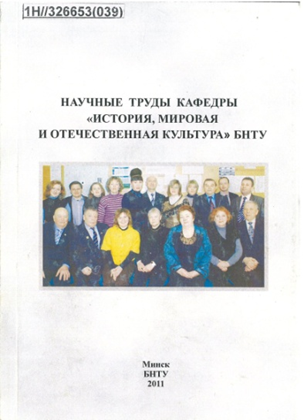 1Н//326653(039)
НАУЧНЫЕ ТРУДЫ КАФЕДРЫ
«ИСТОРИЯ, МИРОВАЯ
И ОТЕЧЕСТВЕННАЯ КУЛЬТУРА» БНТУ
Минск
БНТУ
2011